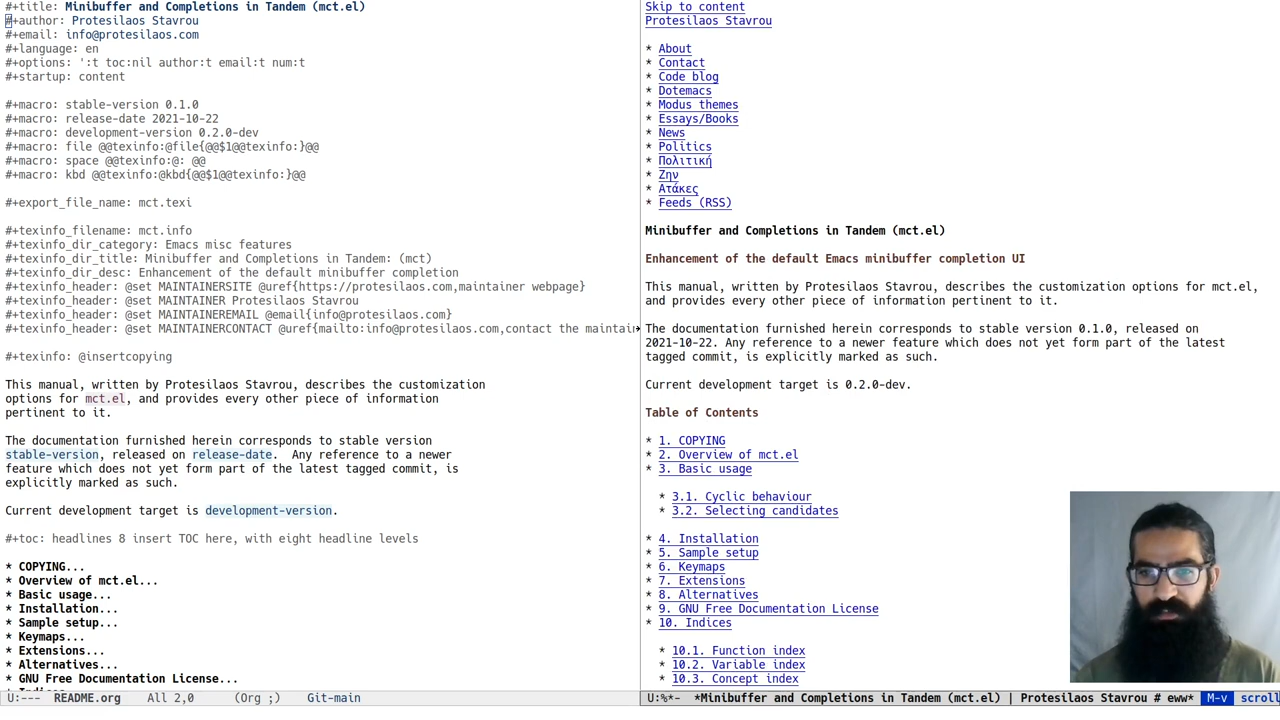 #+title: Minibuffer and Completions in Tandem (mct.el)
#+author: Protesilaos Stavrou
#+email: info@protesilaos.com
#+language: en
#+options: ':t toc:nil author:t email:t num:t
#+startup: content
#+macro: stable-version 0.1.0
#+macro: release-date 2021-10-22
#+macro: development-version 0.2.0-dev
#+macro: file @@texinfo:@file{@@$1@@texinfo:}@@
#+macro: space @@texinfo:@: @@
#+macro: kbd @@texinfo:@kbd{@@$1@@texinfo:}@@
#+export_file_name: mct.texi
#+texinfo_filename: mct.info
#+texinfo_dir_category: Emacs misc features
#+texinfo_dir_title: Minibuffer and Completions in Tandem: (mct)
#+texinfo_dir_desc: Enhancement of the default minibuffer completion
#+texinfo_header: @set MAINTAINERSITE @uref{https://protesilaos.com,maintainer webpage}
#+texinfo_header: @set MAINTAINER Protesilaos Stavrou
#+texinfo_header: @set MAINTAINEREMAIL @email{info@protesilaos.com}
#+texinfo_header: @set MAINTAINERCONTACT @uref{mailto:info@protesilaos.com,contact the maintain
#+texinfo: @insertcopying
This manual, written by Protesilaos Stavrou, describes the customization
options for mct.el, and provides every other piece of information
pertinent to it.
The documentation furnished herein corresponds to stable version
stable-version, released on release-date.  Any reference to a newer
feature which does not yet form part of the latest tagged commit, is
explicitly marked as such.
Current development target is development-version.
#+toc: headlines 8 insert TOC here, with eight headline levels
* COPYING...
* Overview of mct.el...
* Basic usage...
* Installation...
* Sample setup...
* Keymaps...
* Extensions...
* Alternatives...
* GNU Free Documentation License...
U:--- README.org All 2,0 (Org ;) Git-main
Skip to content
Protesilaos Stavrou
* About
* Contact
* Code blog
* Dotemacs
* Modus themes
* Essays/Books
* News
* Politics
* Πολιτική
* Ζην
* Ατάκες
* Feeds (RSS)
Minibuffer and Completions in Tandem (mct.el)
Enhancement of the default Emacs minibuffer completion UI
This manual, written by Protesilaos Stavrou, describes the customization options for mct.el,
and provides every other piece of information pertinent to it.
The documentation furnished herein corresponds to stable version 0.1.0, released on
2021-10-22. Any reference to a newer feature which does not yet form part of the latest
tagged commit, is explicitly marked as such.
Current development target is 0.2.0-dev.
Table of Contents
* 1. COPYING
* 2. Overview of mct.el
* 3. Basic usage
* 3.1. Cyclic behaviour
* 3.2. Selecting candidates
* 4. Installation
* 5. Sample setup
* 6. Keymaps
* 7. Extensions
* 8. Alternatives
* 9. GNU Free Documentation License
* 10. Indices
* 10.1. Function index
* 10.2. Variable index
* 10.3. Concept index
U:%*- *Minibuffer and Completions in Tandem (mct.el) | Protesilaos Stavrou # eww* M-v scroll